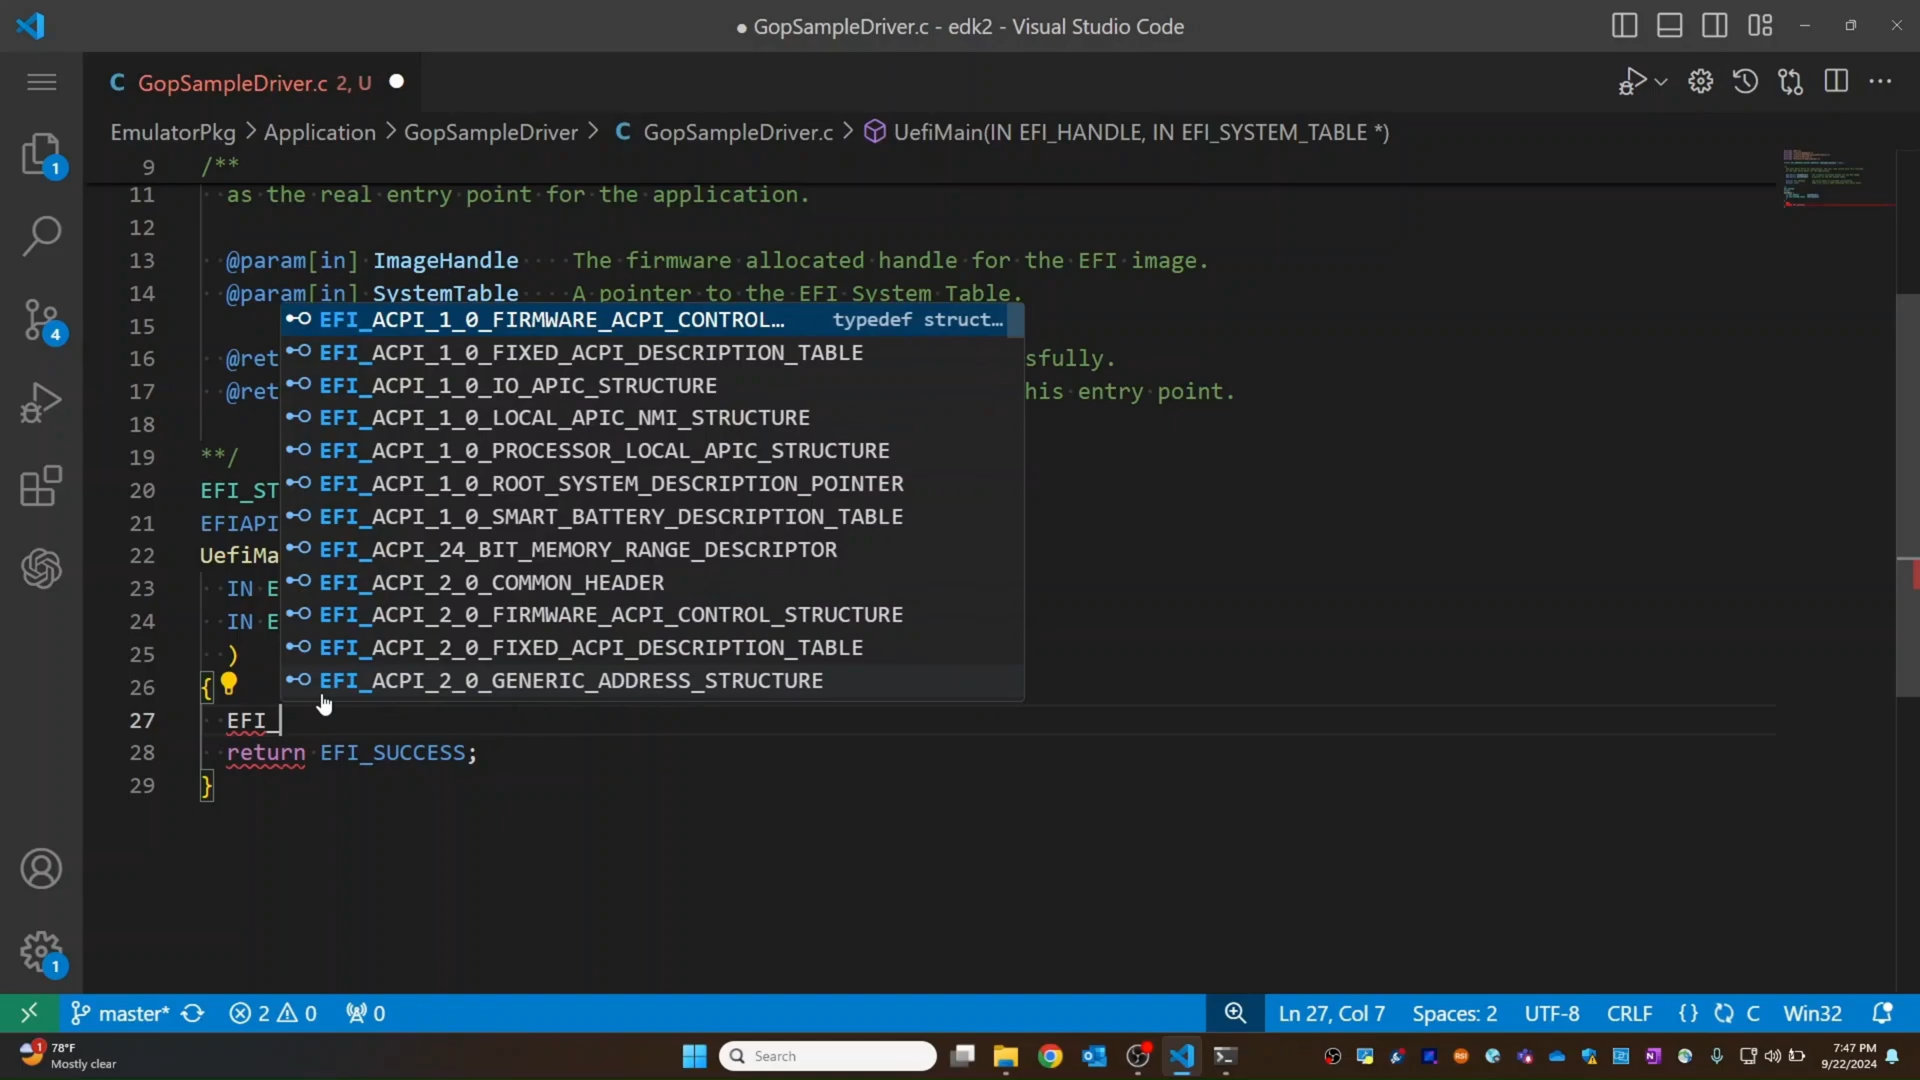 ● GopSampleDriver.c - edk2 - Visual Studio Code
C GopSampleDriver.c 2, U ●
EmulatorPkg > Application > GopSampleDriver > C GopSampleDriver.c > UefiMain(IN EFI_HANDLE, IN EFI_SYSTEM_TABLE *)
9 /**
11 as the real entry point for the application.
12
13 @param[in] ImageHandle The firmware allocated handle for the EFI image.
14 @param[in] SystemTable A pointer to the EFI System Table.
15
16 @ret sfully.
17 @ret his entry point.
18
19 **/
20 EFI_ST
21 EFIAPI
22 UefiMa
23 IN E
24 IN E
25 )
26 {
27 EFI_
28 return EFI_SUCCESS;
29 }
EFI_ACPI_1_0_FIRMWARE_ACPI_CONTROL… typedef struct…
EFI_ACPI_1_0_FIXED_ACPI_DESCRIPTION_TABLE
EFI_ACPI_1_0_IO_APIC_STRUCTURE
EFI_ACPI_1_0_LOCAL_APIC_NMI_STRUCTURE
EFI_ACPI_1_0_PROCESSOR_LOCAL_APIC_STRUCTURE
EFI_ACPI_1_0_ROOT_SYSTEM_DESCRIPTION_POINTER
EFI_ACPI_1_0_SMART_BATTERY_DESCRIPTION_TABLE
EFI_ACPI_24_BIT_MEMORY_RANGE_DESCRIPTOR
EFI_ACPI_2_0_COMMON_HEADER
EFI_ACPI_2_0_FIRMWARE_ACPI_CONTROL_STRUCTURE
EFI_ACPI_2_0_FIXED_ACPI_DESCRIPTION_TABLE
EFI_ACPI_2_0_GENERIC_ADDRESS_STRUCTURE
1
4
1
master* 2 0 0 Ln 27, Col 7 Spaces: 2 UTF-8 CRLF {} C Win32
1 78°F
Mostly clear
Search
7:47 PM
9/22/2024